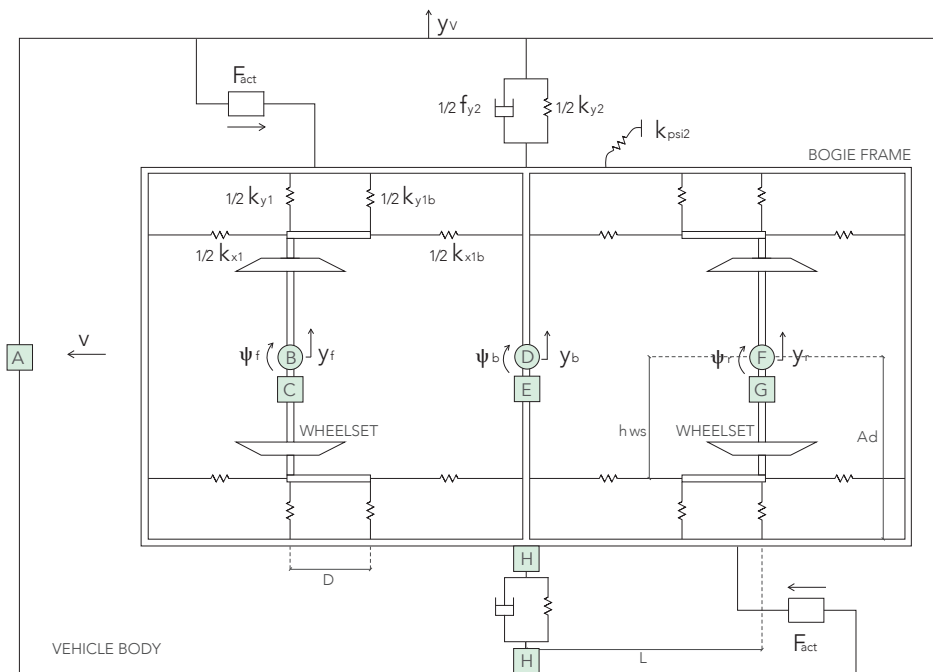 yv
Fact
1/2 fy2
1/2 ky2
kpsi2
BOGIE FRAME
1/2 ky1
1/2 ky1b
1/2 kx1
1/2 kx1b
v
A
ψf
B
yf
ψb
D
yb
ψr
F
yr
C
E
G
WHEELSET
hws
WHEELSET
Ad
H
D
Fact
VEHICLE BODY
H
L